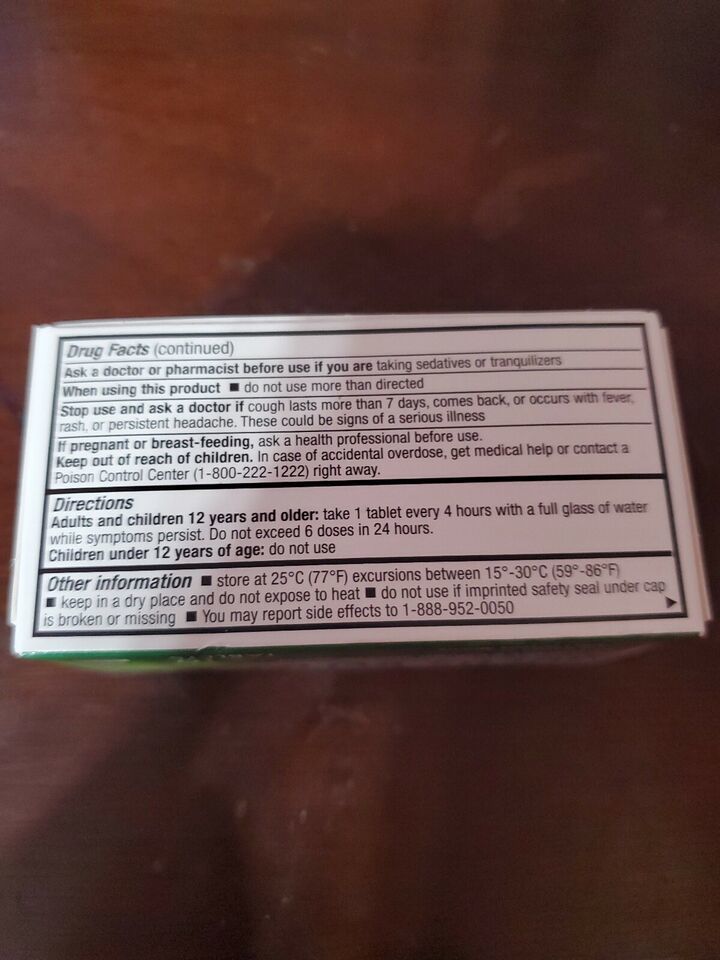 Drug Facts (continued)
Ask a doctor or pharmacist before use if you are taking sedatives or tranquilizers
When using this product ■ do not use more than directed
Stop use and ask a doctor if cough lasts more than 7 days, comes back, or occurs with fever,
rash, or persistent headache. These could be signs of a serious illness
If pregnant or breast-feeding, ask a health professional before use.
Keep out of reach of children. In case of accidental overdose, get medical help or contact a
Poison Control Center (1-800-222-1222) right away.
Directions
Adults and children 12 years and older: take 1 tablet every 4 hours with a full glass of water
while symptoms persist. Do not exceed 6 doses in 24 hours.
Children under 12 years of age: do not use
Other information ■ store at 25°C (77°F) excursions between 15°-30°C (59°-86°F)
■ keep in a dry place and do not expose to heat ■ do not use if imprinted safety seal under cap
is broken or missing ■ You may report side effects to 1-888-952-0050